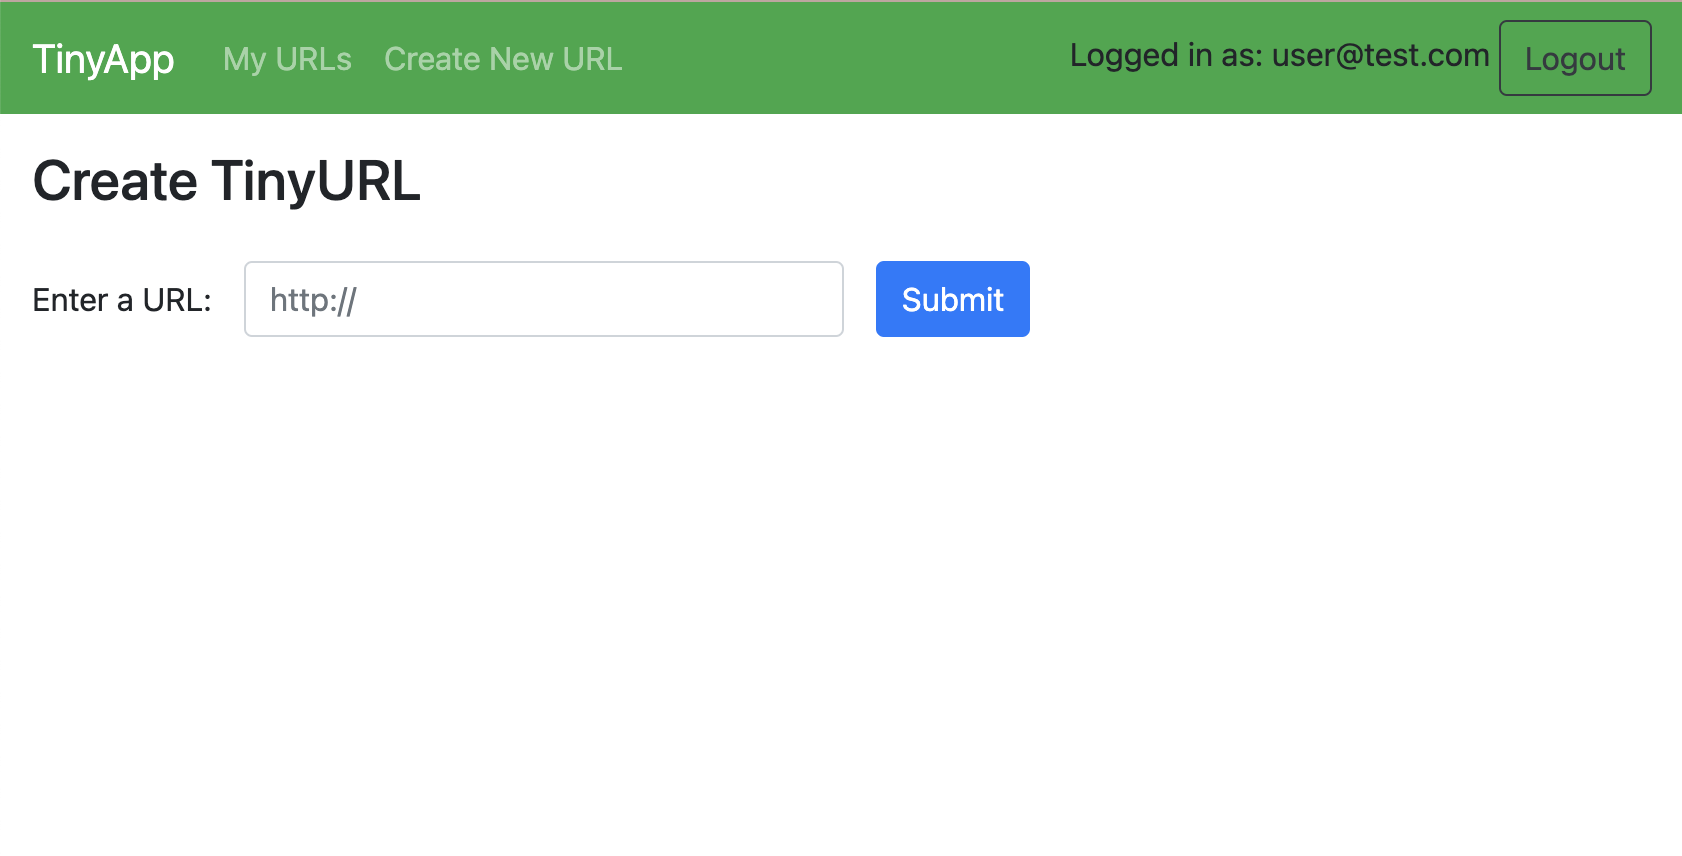 TinyApp My URLs Create New URL Logged in as: user@test.com Logout
Create TinyURL
Enter a URL: http:// Submit